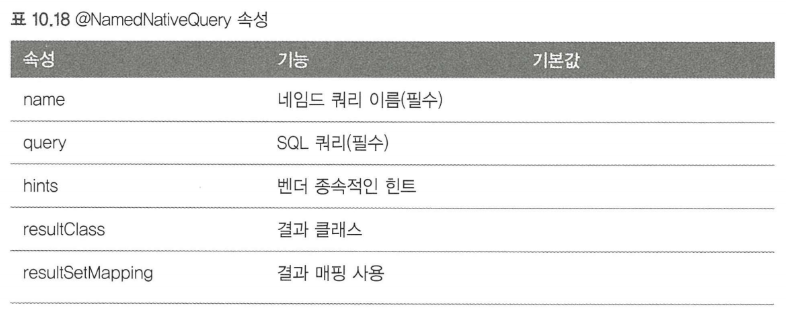 표 10.18 @NamedNativeQuery 속성
속성 기능 기본값
name 네임드 쿼리 이름(필수)
query SQL 쿼리(필수)
hints 벤더 종속적인 힌트
resultClass 결과 클래스
resultSetMapping 결과 매핑 사용